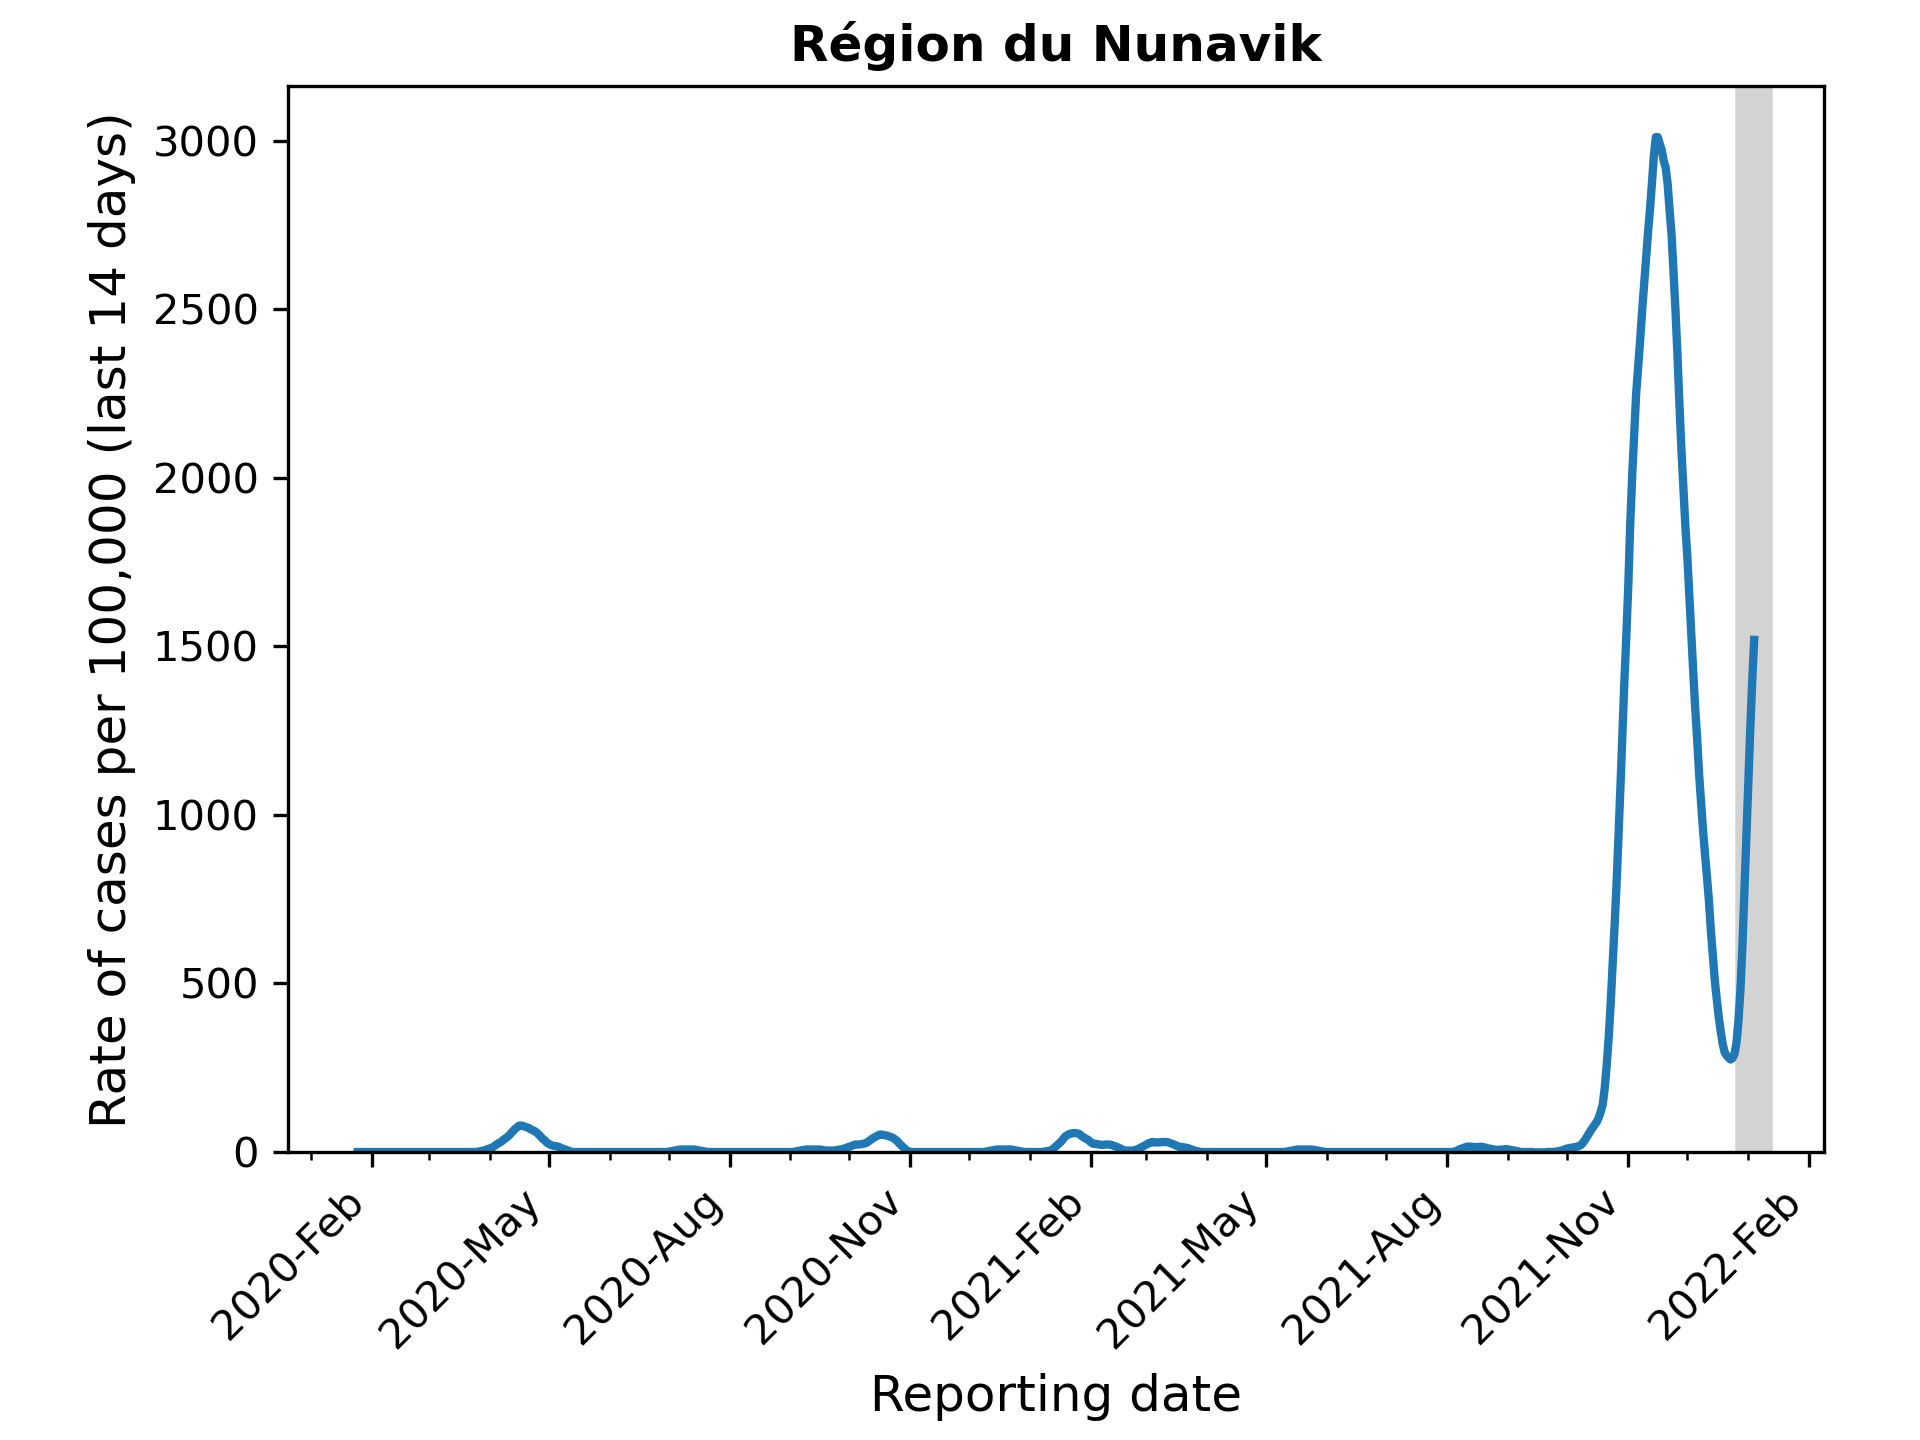 Région du Nunavik
Rate of cases per 100,000 (last 14 days)
3000
2500
2000
1500
1000
500
0
2020-Feb
2020-May
2020-Aug
2020-Nov
2021-Feb
2021-May
2021-Aug
2021-Nov
2022-Feb
Reporting date